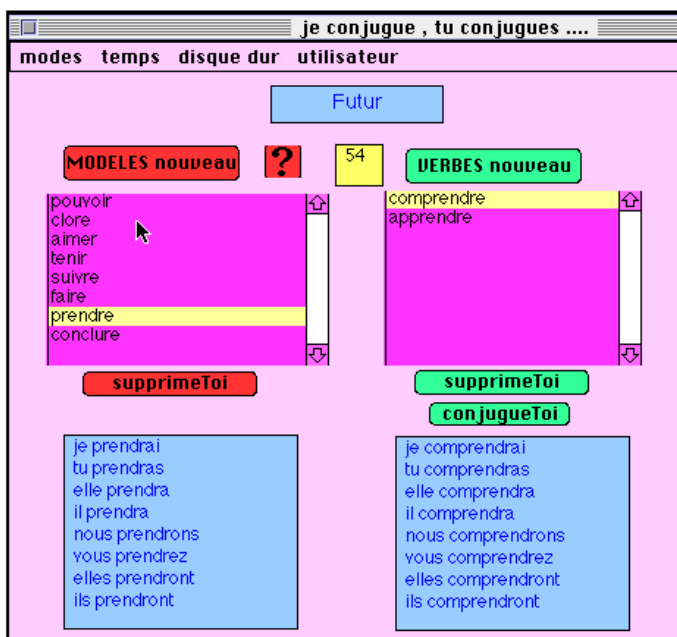 je conjugue , tu conjugues ....
modes temps disque dur utilisateur
Futur
MODELES nouveau
?
54
VERBES nouveau
pouvoir
clore
aimer
tenir
suivre
faire
prendre
conclure
comprendre
apprendre
supprimeToi
supprimeToi
conjugueToi
je prendrai
tu prendras
elle prendra
il prendra
nous prendrons
vous prendrez
elles prendront
ils prendront
je comprendrai
tu comprendras
elle comprendra
il comprendra
nous comprendrons
vous comprendrez
elles comprendront
ils comprendront